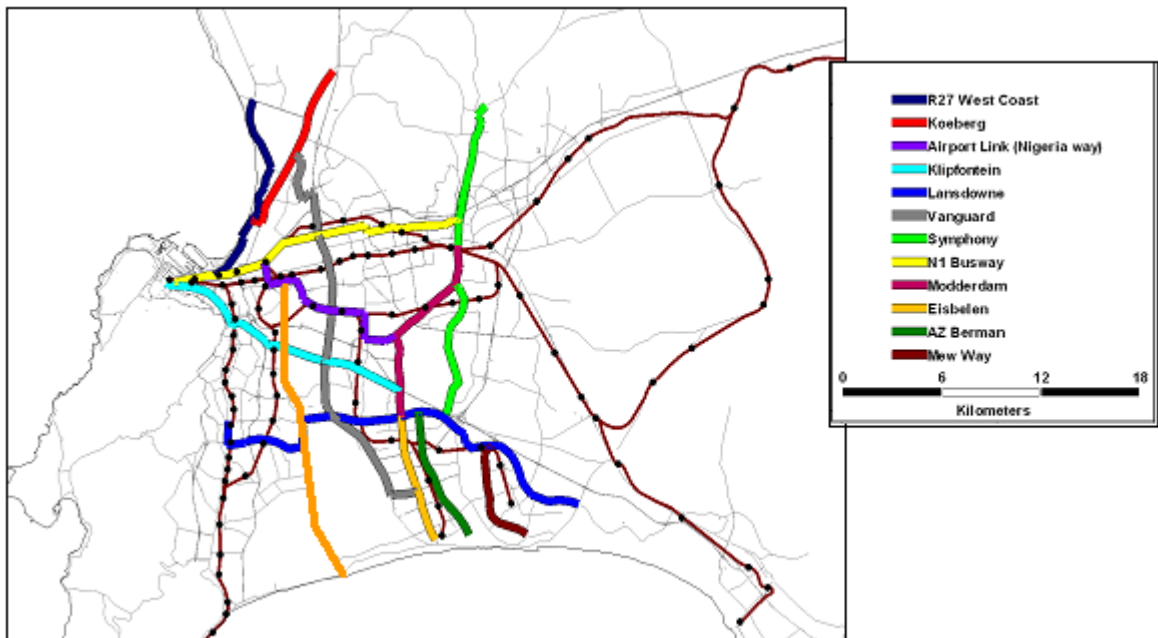 R27 West Coast
Koeberg
Airport Link (Nigeria way)
Klipfontein
Lansdowne
Vanguard
Symphony
N1 Busway
Modderdam
Eisbelen
AZ Berman
Mew Way
0 6 12 18
Kilometers